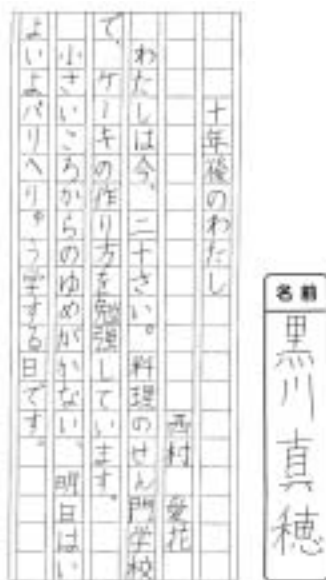 名前
黒川真穂
十年後のわたし
西村 愛花
わたしは今、二十さい。料理のせん門学校
で、ケーキの作り方を勉強しています。
小さいころからのゆめがかない、明日はい
よいよパリへりゅう学する日です。